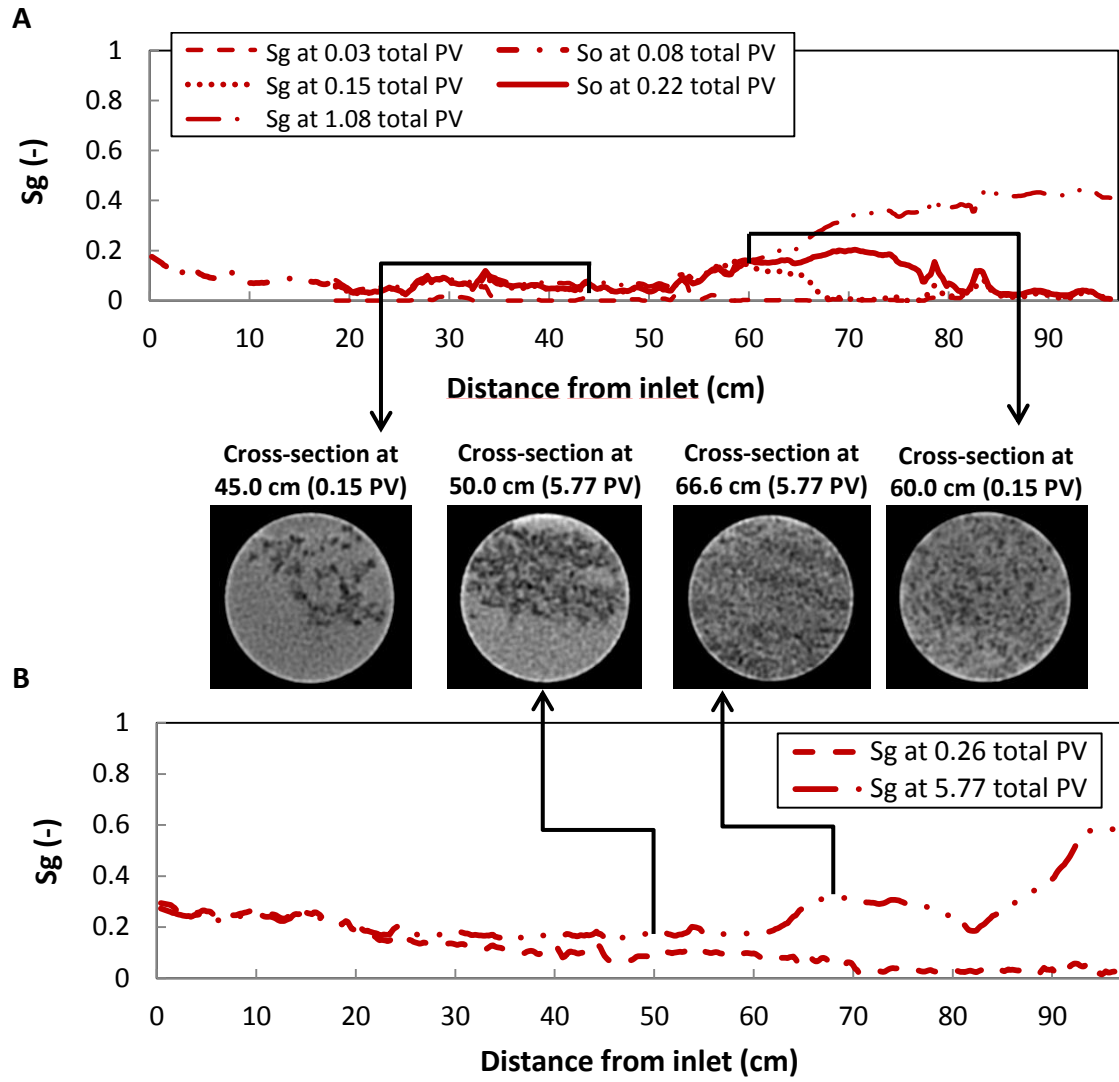 A
Sg at 0.03 total PV
So at 0.08 total PV
Sg at 0.15 total PV
So at 0.22 total PV
Sg at 1.08 total PV
1
0.8
0.6
0.4
0.2
0
Sg (-)
0 10 20 30 40 50 60 70 80 90
Distance from inlet (cm)
Cross-section at
45.0 cm (0.15 PV)
Cross-section at
50.0 cm (5.77 PV)
Cross-section at
66.6 cm (5.77 PV)
Cross-section at
60.0 cm (0.15 PV)
B
Sg at 0.26 total PV
Sg at 5.77 total PV
1
0.8
0.6
0.4
0.2
0
Sg (-)
0 10 20 30 40 50 60 70 80 90
Distance from inlet (cm)